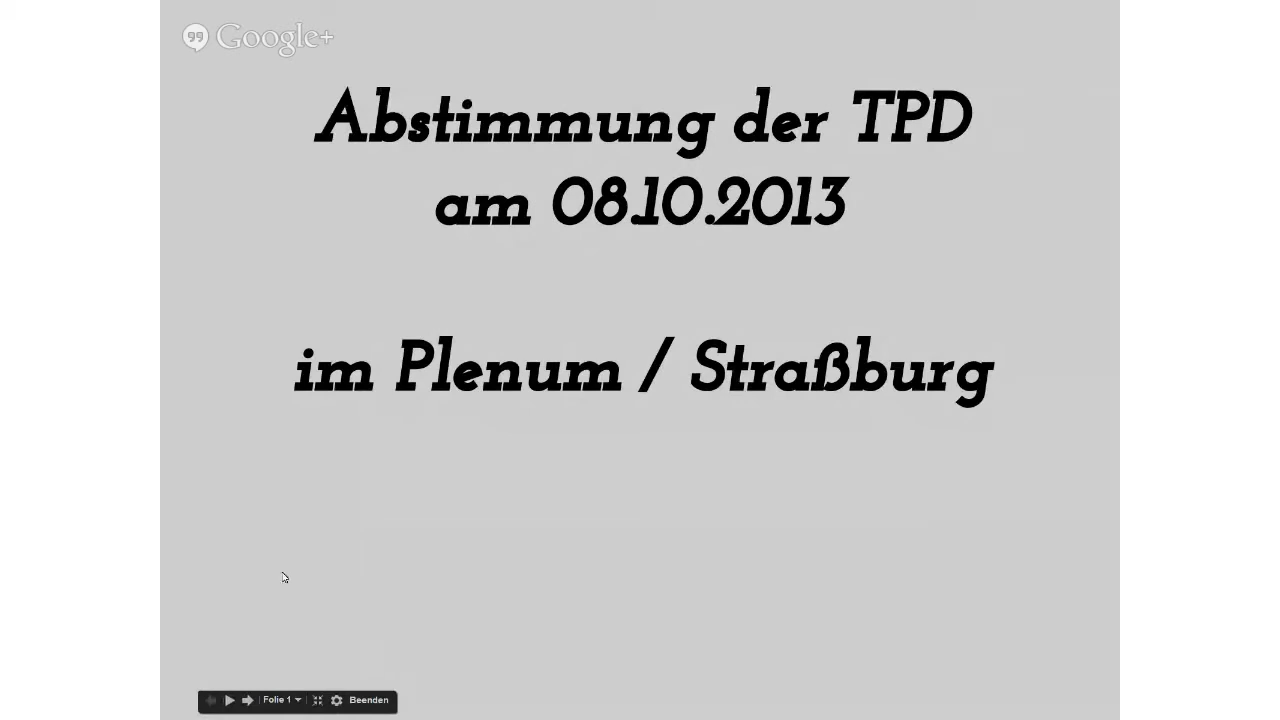 Google+
Abstimmung der TPD
am 08.10.2013
im Plenum / Straßburg
Folie 1
Beenden